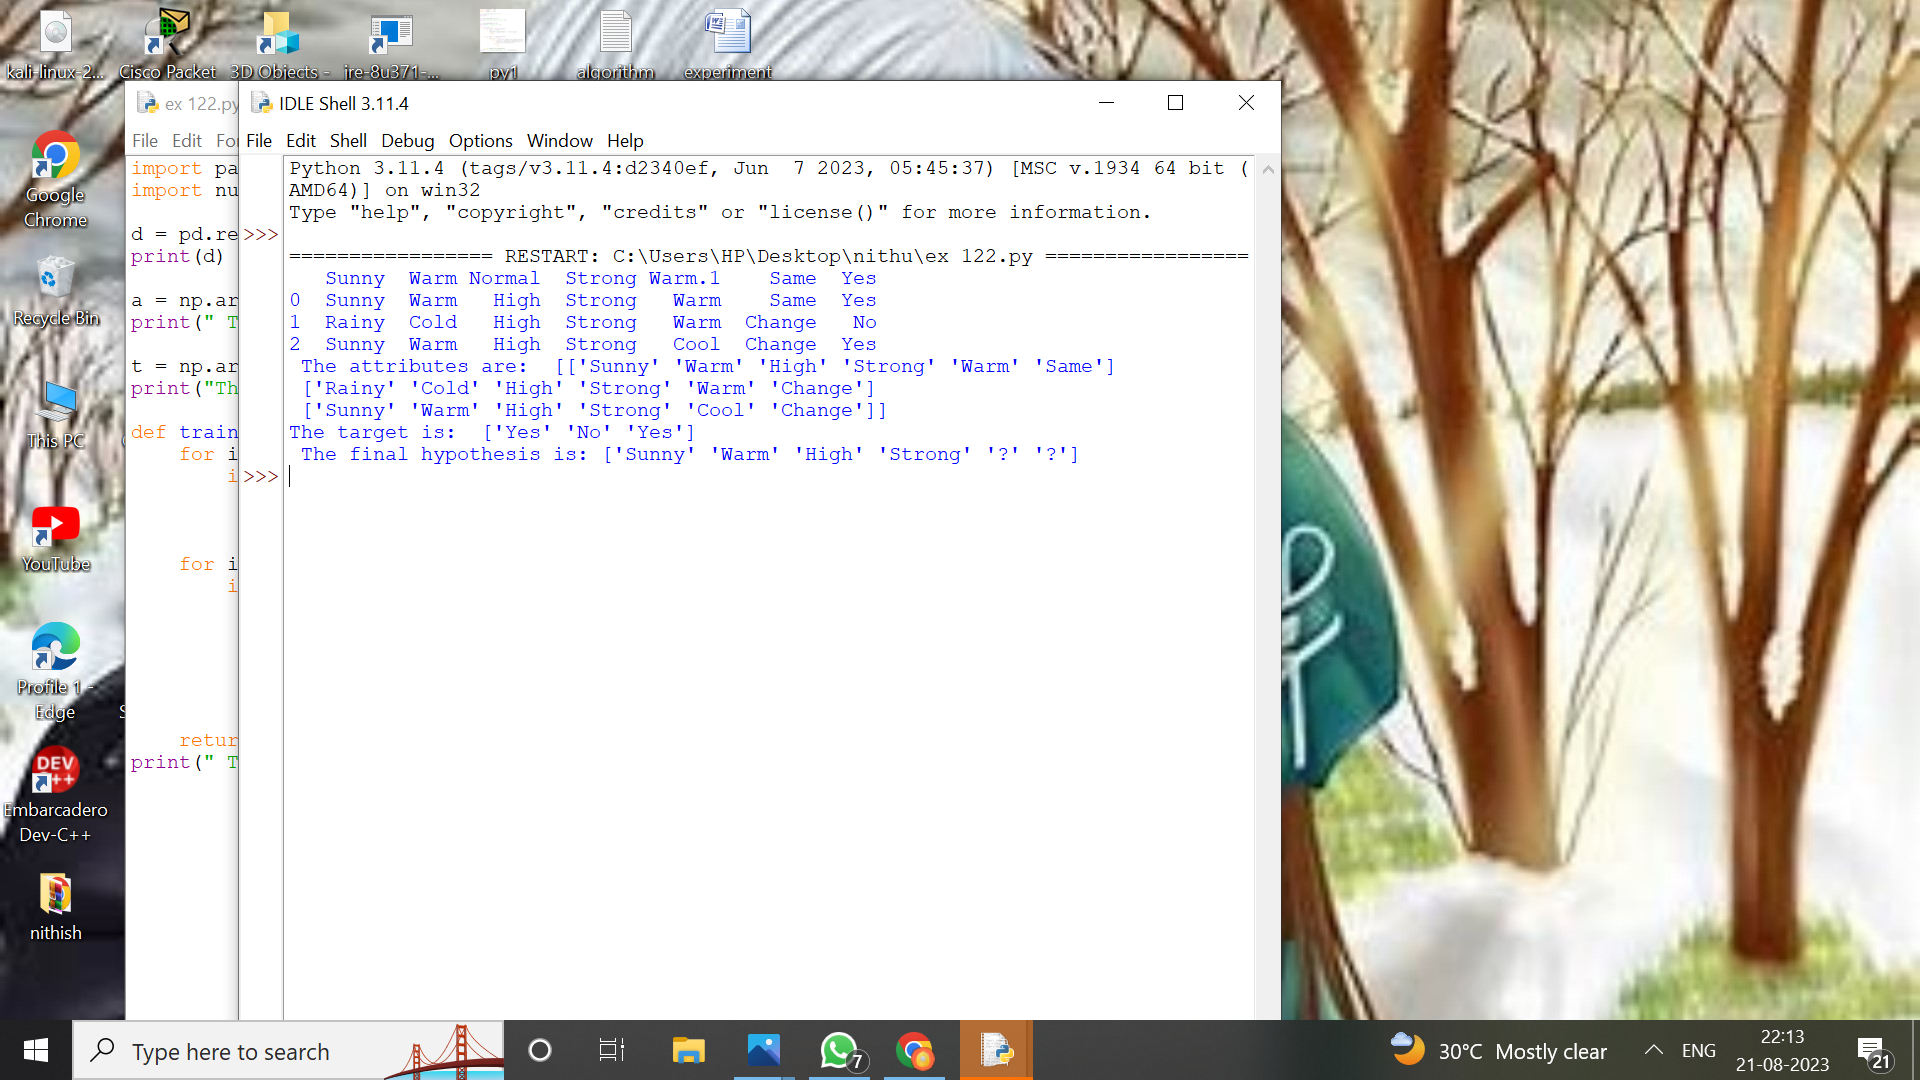 kali-linux-2...
Cisco Packet
3D Objects -
jre-8u371-...
py1
algorithm
experiment
Google
Chrome
Recycle Bin
This PC
YouTube
Profile 1 -
Edge
DEV
++
Embarcadero
Dev-C++
nithish
ex 122.py
File Edit For
import pa
import nu
d = pd.re
print(d)
a = np.ar
print(" T
t = np.ar
print("Th
def train
for i
i
for i
i
retur
print(" T
IDLE Shell 3.11.4
File Edit Shell Debug Options Window Help
Python 3.11.4 (tags/v3.11.4:d2340ef, Jun  7 2023, 05:45:37) [MSC v.1934 64 bit (
AMD64)] on win32
Type "help", "copyright", "credits" or "license()" for more information.
>>>
================= RESTART: C:\Users\HP\Desktop\nithu\ex 122.py =================
   Sunny  Warm Normal  Strong Warm.1    Same  Yes
0  Sunny  Warm   High  Strong   Warm    Same  Yes
1  Rainy  Cold   High  Strong   Warm  Change   No
2  Sunny  Warm   High  Strong   Cool  Change  Yes
 The attributes are:  [['Sunny' 'Warm' 'High' 'Strong' 'Warm' 'Same']
 ['Rainy' 'Cold' 'High' 'Strong' 'Warm' 'Change']
 ['Sunny' 'Warm' 'High' 'Strong' 'Cool' 'Change']]
The target is:  ['Yes' 'No' 'Yes']
 The final hypothesis is: ['Sunny' 'Warm' 'High' 'Strong' '?' '?']
>>>
Type here to search
7
30°C Mostly clear
ENG
22:13
21-08-2023
21